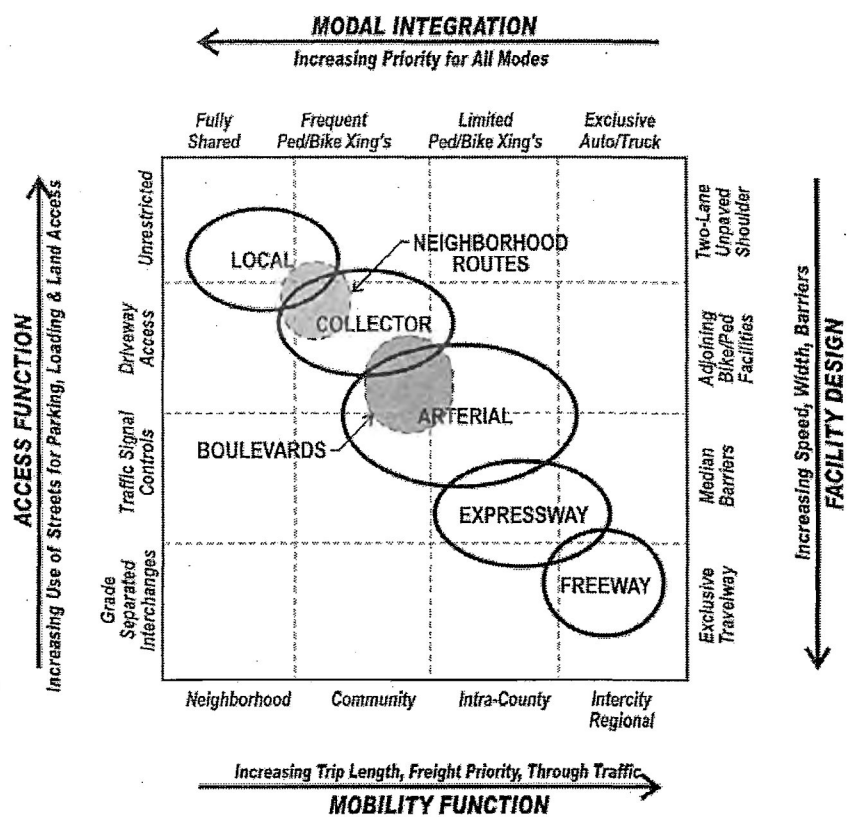 MODAL INTEGRATION
Increasing Priority for All Modes
Fully
Shared
Frequent
Ped/Bike Xing's
Limited
Ped/Bike Xing's
Exclusive
Auto/Truck
ACCESS FUNCTION
Increasing Use of Streets for Parking, Loading & Land Access
Unrestricted
Driveway
Access
Traffic Signal
Controls
Grade
Separated
Interchanges
LOCAL
NEIGHBORHOOD
ROUTES
COLLECTOR
ARTERIAL
BOULEVARDS
EXPRESSWAY
FREEWAY
Two-Lane
Unpaved
Shoulder
Adjoining
Bike/Ped
Facilities
Median
Barriers
Exclusive
Travelway
Increasing Speed, Width, Barriers
FACILITY DESIGN
Neighborhood
Community
Intra-County
Intercity
Regional
Increasing Trip Length, Freight Priority, Through Traffic
MOBILITY FUNCTION